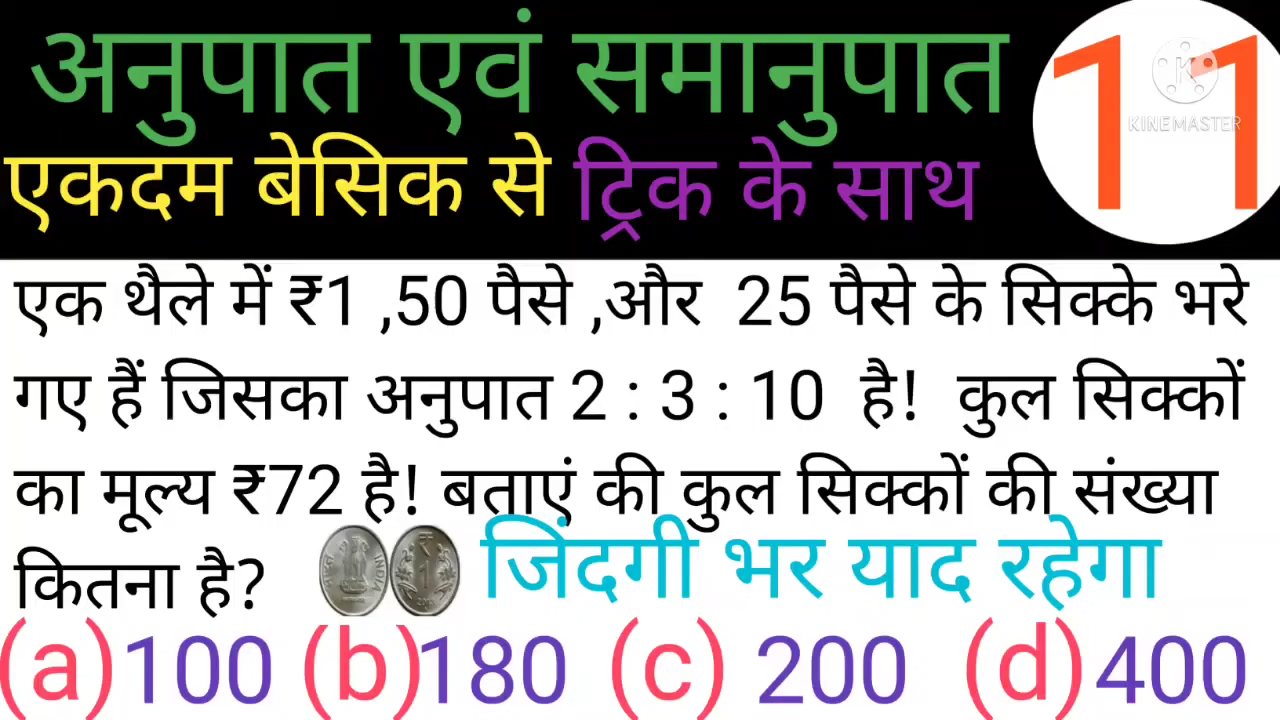 अनुपात एवं समानुपात
11
KINEMASTER
एकदम बेसिक से ट्रिक के साथ
एक थैले में ₹1 ,50 पैसे ,और 25 पैसे के सिक्के भरे
गए हैं जिसका अनुपात 2 : 3 : 10 है! कुल सिक्कों
का मूल्य ₹72 है! बताएं की कुल सिक्कों की संख्या
कितना है?
जिंदगी भर याद रहेगा
(a) 100 (b) 180 (c) 200 (d) 400